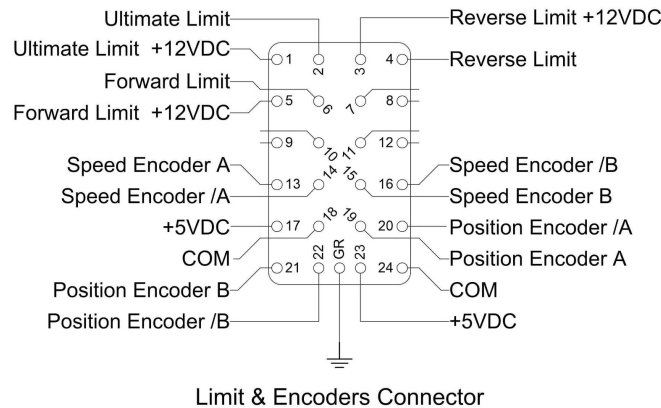 Ultimate Limit
Reverse Limit +12VDC
Ultimate Limit +12VDC
1 2 3 4
Reverse Limit
Forward Limit
5 6 7 8
Forward Limit +12VDC
9 10 11 12
Speed Encoder A
Speed Encoder /B
13 14 15 16
Speed Encoder /A
Speed Encoder B
+5VDC
17 18 19 20
Position Encoder /A
COM
Position Encoder A
21 22 GR 23 24
Position Encoder B
COM
Position Encoder /B
+5VDC
Limit & Encoders Connector